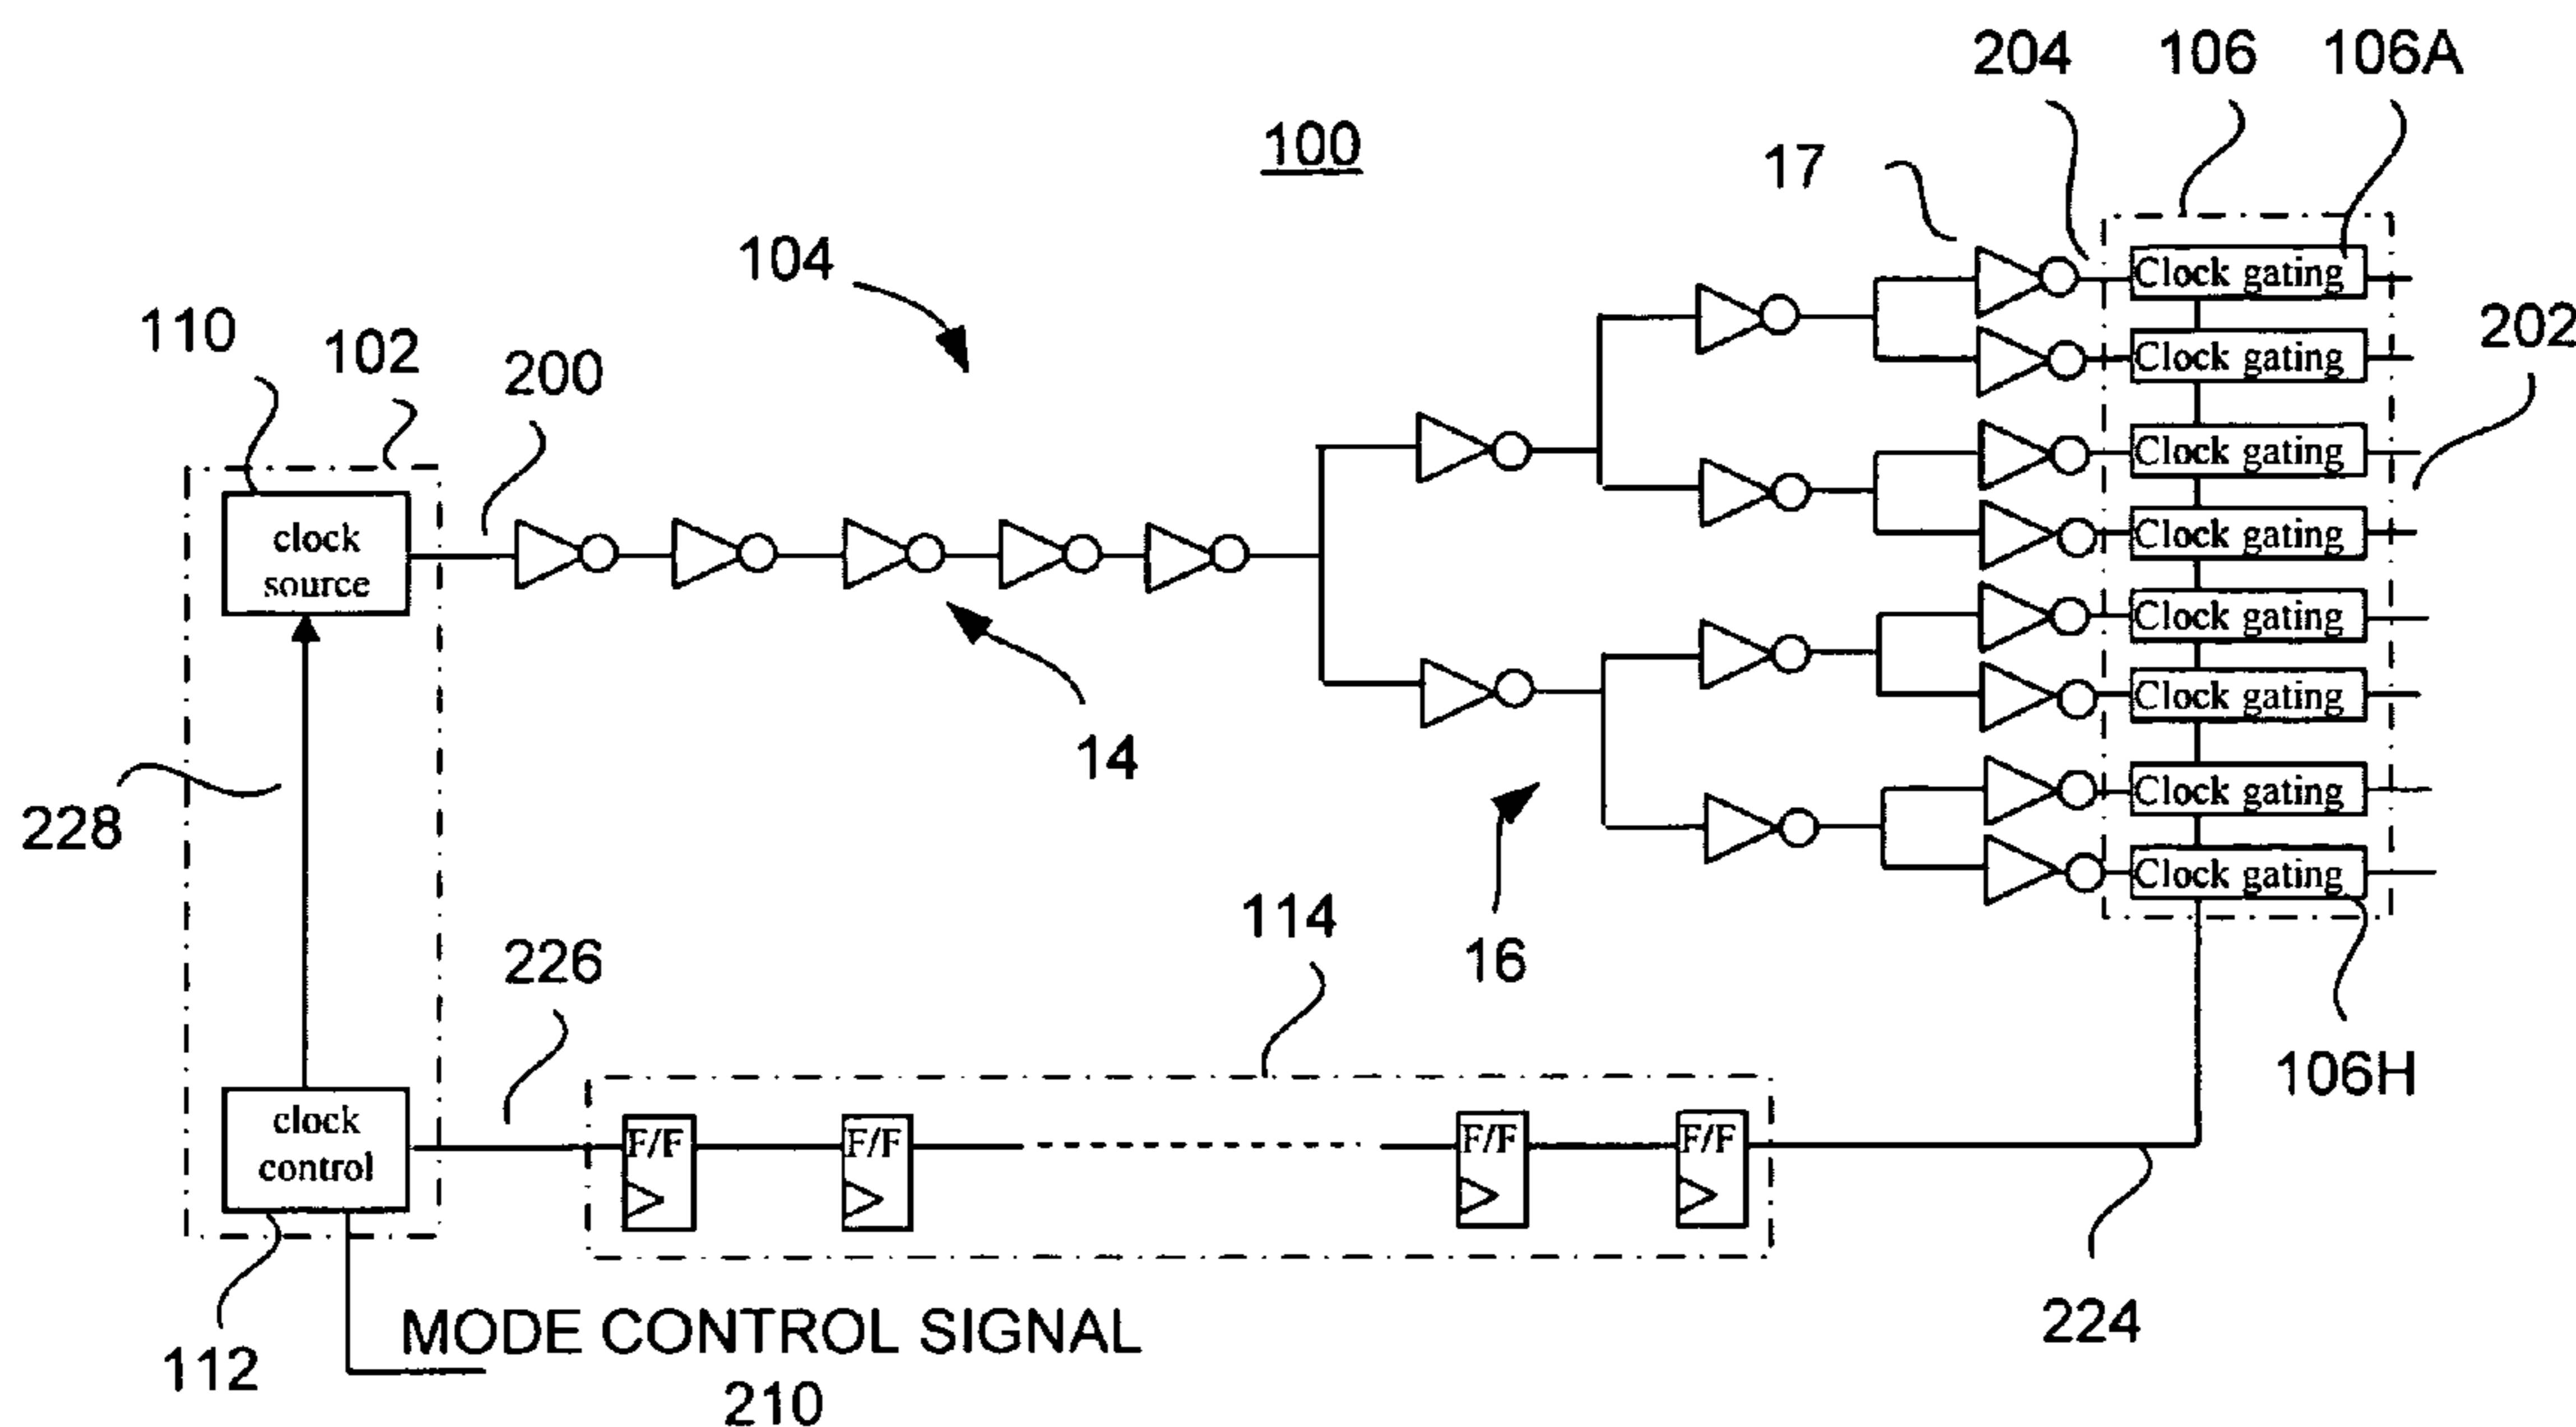 100
204
106
106A
17
104
202
110
102
200
clock
source
Clock gating
Clock gating
Clock gating
Clock gating
Clock gating
Clock gating
Clock gating
Clock gating
14
228
16
114
226
106H
clock
control
F/F
F/F
F/F
F/F
224
112
MODE CONTROL SIGNAL
210